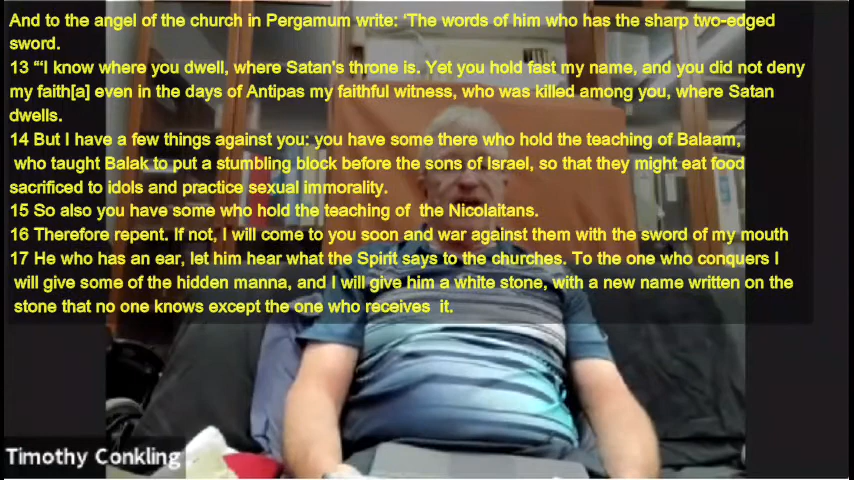 And to the angel of the church in Pergamum write: ‘The words of him who has the sharp two-edged
sword.
13 “‘I know where you dwell, where Satan's throne is. Yet you hold fast my name, and you did not deny
my faith[a] even in the days of Antipas my faithful witness, who was killed among you, where Satan
dwells.
14 But I have a few things against you: you have some there who hold the teaching of Balaam,
who taught Balak to put a stumbling block before the sons of Israel, so that they might eat food
sacrificed to idols and practice sexual immorality.
15 So also you have some who hold the teaching of the Nicolaitans.
16 Therefore repent. If not, I will come to you soon and war against them with the sword of my mouth
17 He who has an ear, let him hear what the Spirit says to the churches. To the one who conquers I
will give some of the hidden manna, and I will give him a white stone, with a new name written on the
stone that no one knows except the one who receives it.
Timothy Conkling